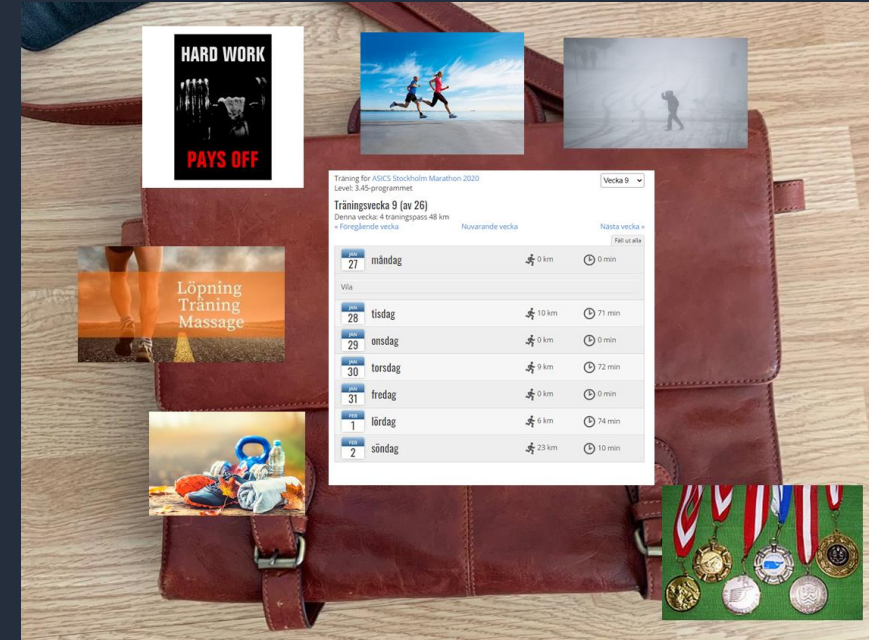 HARD WORK
PAYS OFF
Träning för ASICS Stockholm Marathon 2020
Level: 3.45-programmet
Vecka 9
Träningsvecka 9 (av 26)
Denna vecka: 4 träningspass 48 km
« Föregående vecka Nuvarande vecka Nästa vecka »
Fäll ut alla
JAN 27 måndag 0 km 0 min
Vila
JAN 28 tisdag 10 km 71 min
JAN 29 onsdag 0 km 0 min
JAN 30 torsdag 9 km 72 min
JAN 31 fredag 0 km 0 min
FEB 1 lördag 6 km 74 min
FEB 2 söndag 23 km 10 min
Löpning
Träning
Massage